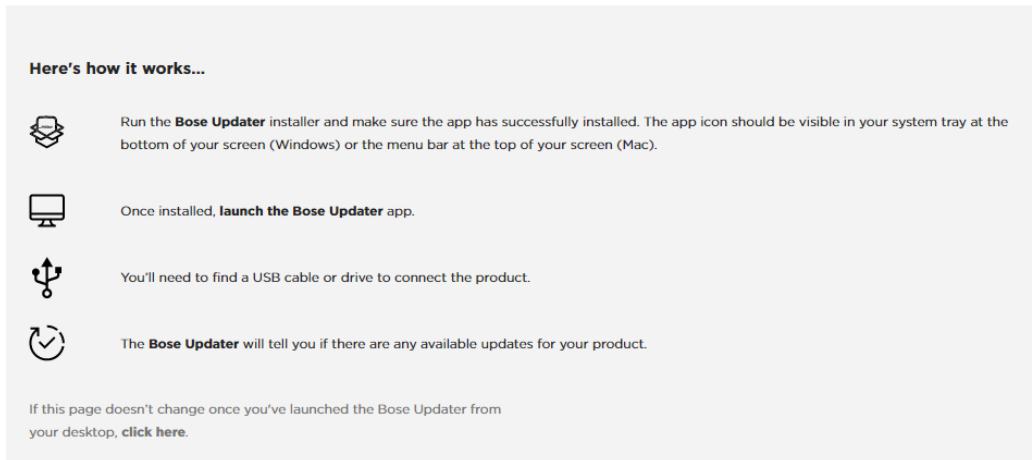 Here's how it works...
Run the Bose Updater installer and make sure the app has successfully installed. The app icon should be visible in your system tray at the
bottom of your screen (Windows) or the menu bar at the top of your screen (Mac).
Once installed, launch the Bose Updater app.
You'll need to find a USB cable or drive to connect the product.
The Bose Updater will tell you if there are any available updates for your product.
If this page doesn't change once you've launched the Bose Updater from
your desktop, click here.